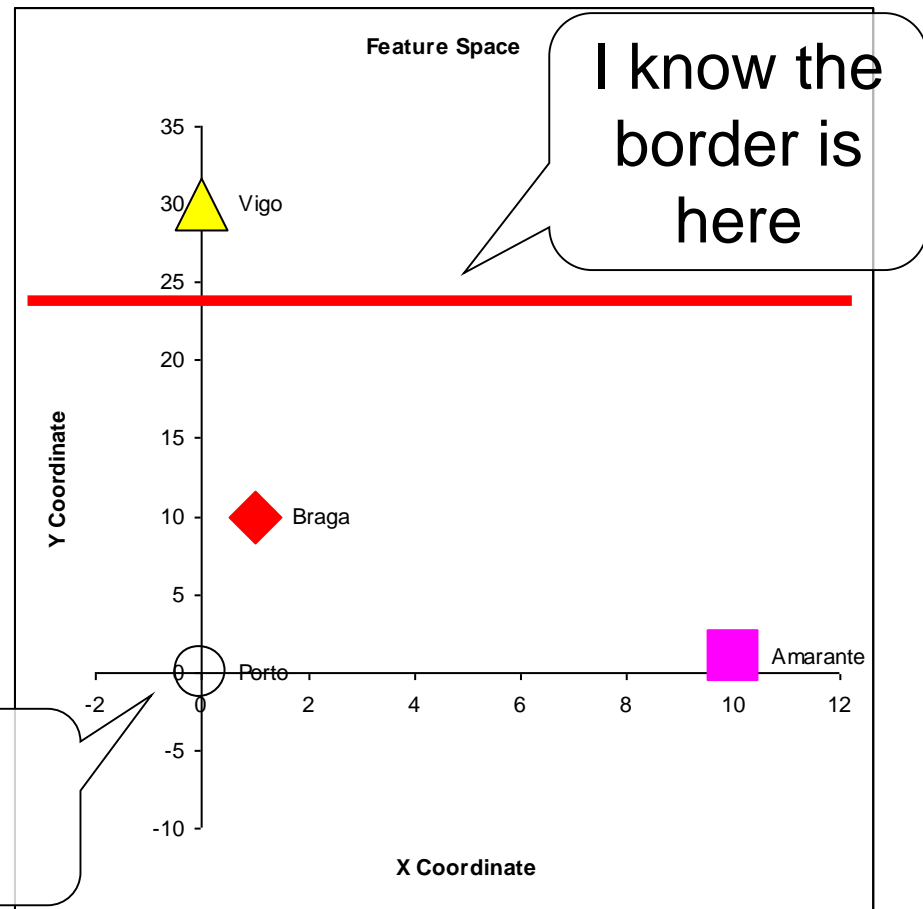 Feature Space
I know the
border is
here
35
30
Vigo
25
20
15
10
Braga
5
0
Porto
Amarante
-2
0
2
4
6
8
10
12
-5
-10
Y Coordinate
X Coordinate